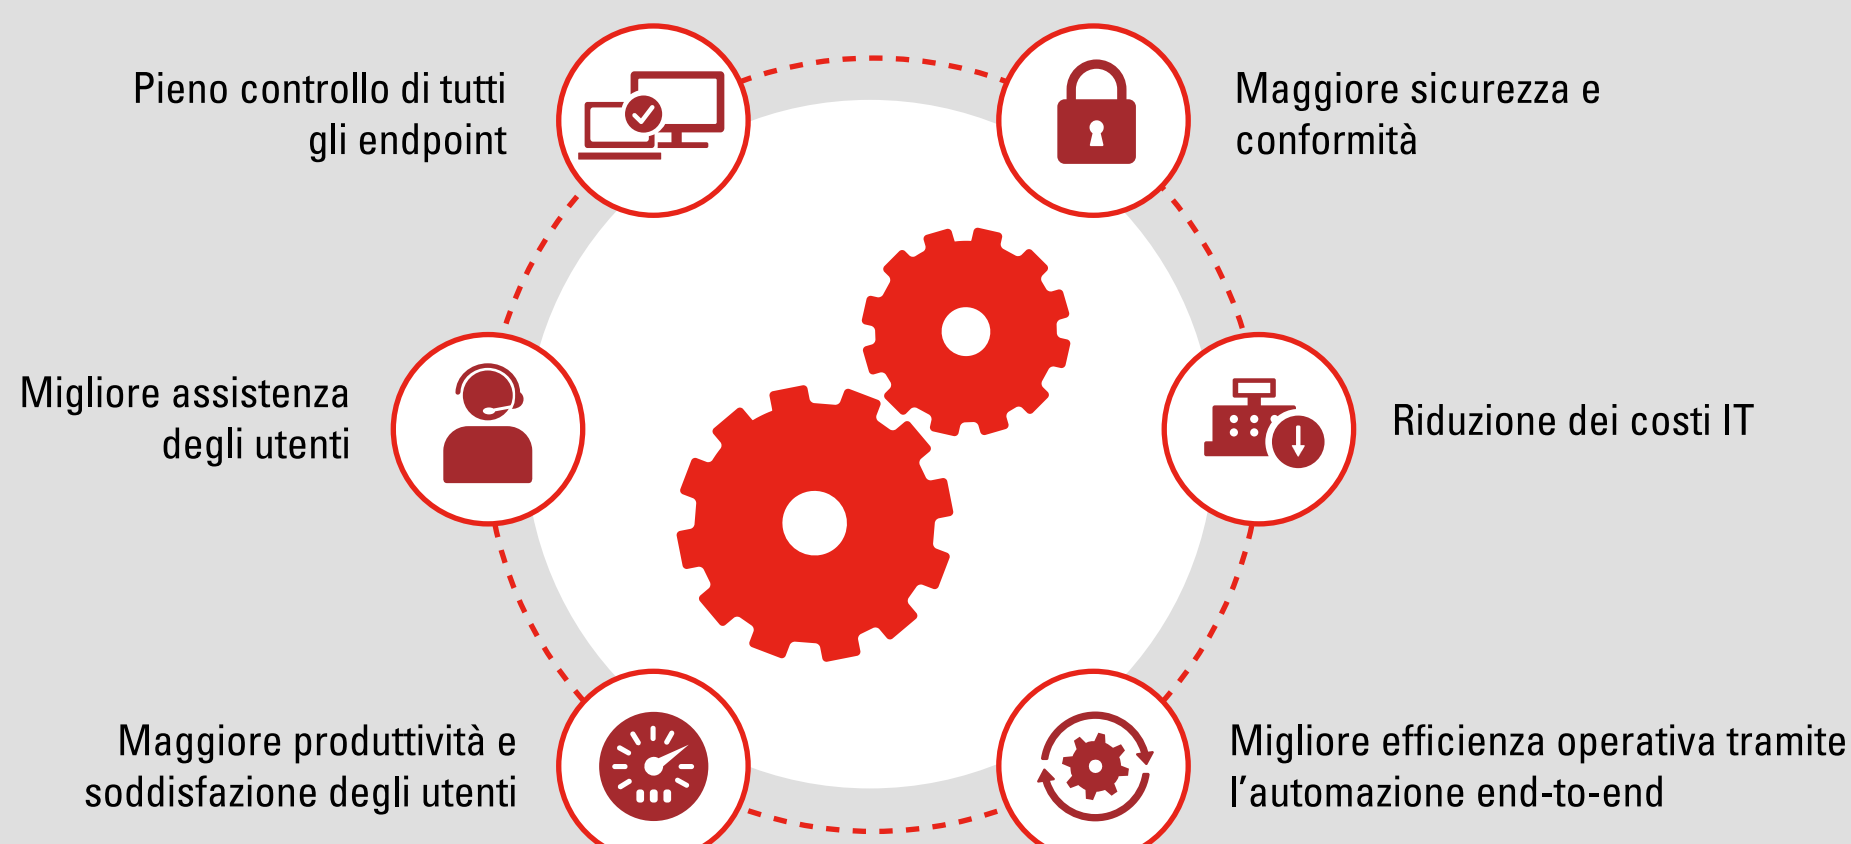 Pieno controllo di tutti
gli endpoint
Maggiore sicurezza e
conformità
Migliore assistenza
degli utenti
Riduzione dei costi IT
Maggiore produttività e
soddisfazione degli utenti
Migliore efficienza operativa tramite
l'automazione end-to-end